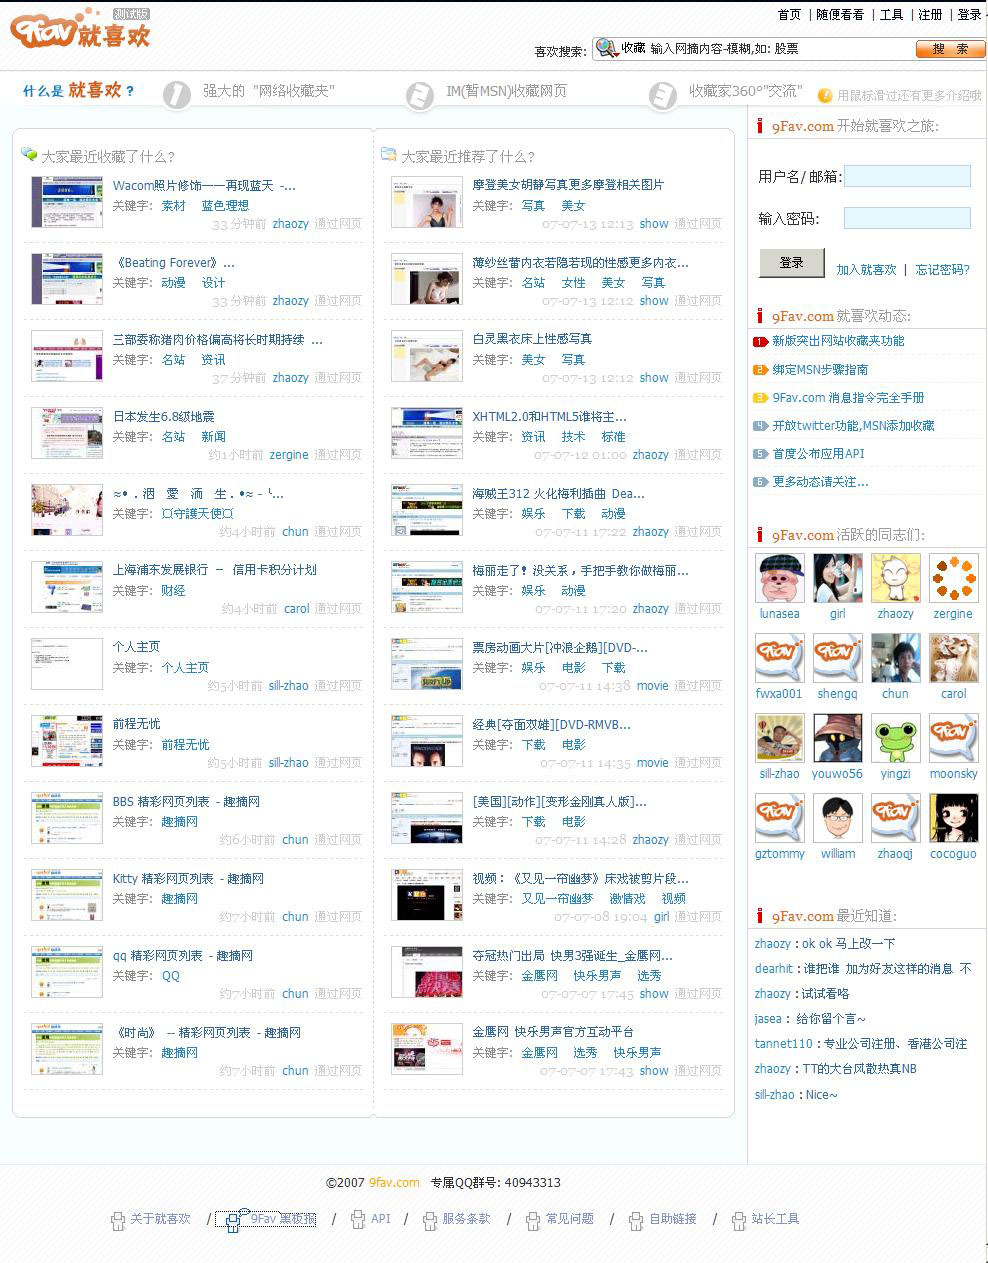 9Fav就喜欢 测试版
首页 | 随便看看 | 工具 | 注册 | 登录
喜欢搜索: 收藏 输入网摘内容-模糊,如: 股票 搜 索
什么是 就喜欢 ?
1 强大的 "网络收藏夹"
2 IM(暂MSN)收藏网页
3 收藏家360°"交流"
用鼠标滑过还有更多介绍哦
大家最近收藏了什么?
Wacom照片修饰——再现蓝天 -...
关键字: 素材 蓝色理想
33 分钟前 zhaozy 通过网页
《Beating Forever》...
关键字: 动漫 设计
33 分钟前 zhaozy 通过网页
三部委称猪肉价格偏高将长时期持续 ...
关键字: 名站 资讯
37 分钟前 zhaozy 通过网页
日本发生6.8级地震
关键字: 名站 新闻
约1小时前 zergine 通过网页
≈•．洇 愛 湎 生．•≈ - ╰...
关键字: ¤守護天使¤
约4小时前 chun 通过网页
上海浦东发展银行 — 信用卡积分计划
关键字: 财经
约4小时前 carol 通过网页
个人主页
关键字: 个人主页
约5小时前 sill-zhao 通过网页
前程无忧
关键字: 前程无忧
约5小时前 sill-zhao 通过网页
BBS 精彩网页列表 - 趣摘网
关键字: 趣摘网
约6小时前 chun 通过网页
Kitty 精彩网页列表 - 趣摘网
关键字: 趣摘网
约7小时前 chun 通过网页
qq 精彩网页列表 - 趣摘网
关键字: QQ
约7小时前 chun 通过网页
《时尚》 -- 精彩网页列表 - 趣摘网
关键字: 趣摘网
约7小时前 chun 通过网页
大家最近推荐了什么?
摩登美女胡静写真更多摩登相关图片
关键字: 写真 美女
07-07-13 12:13 show 通过网页
薄纱丝蕾内衣若隐若现的性感更多内衣...
关键字: 名站 女性 美女 写真
07-07-13 12:12 show 通过网页
白灵黑衣床上性感写真
关键字: 美女 写真
07-07-13 12:12 show 通过网页
XHTML2.0和HTML5谁将主...
关键字: 资讯 技术 标准
07-07-12 01:00 zhaozy 通过网页
海贼王312 火化梅利插曲 Dea...
关键字: 娱乐 下载 动漫
07-07-11 17:22 zhaozy 通过网页
梅丽走了！没关系，手把手教你做梅丽...
关键字: 娱乐 动漫
07-07-11 17:20 zhaozy 通过网页
票房动画大片[冲浪企鹅][DVD-...
关键字: 娱乐 电影 下载
07-07-11 14:38 movie 通过网页
经典[夺面双雄][DVD-RMVB...
关键字: 下载 电影
07-07-11 14:35 movie 通过网页
[美国][动作][变形金刚真人版]...
关键字: 下载 电影
07-07-11 14:28 zhaozy 通过网页
视频：《又见一帘幽梦》床戏被剪片段...
关键字: 又见一帘幽梦 激情戏 视频
07-07-08 19:04 girl 通过网页
夺冠热门出局 快男3强诞生_金鹰网...
关键字: 金鹰网 快乐男声 选秀
07-07-07 17:45 show 通过网页
金鹰网 快乐男声官方互动平台
关键字: 金鹰网 选秀 快乐男声
07-07-07 17:43 show 通过网页
9Fav.com 开始就喜欢之旅:
用户名/ 邮箱:
输入密码:
登录 加入就喜欢 | 忘记密码?
9Fav.com 就喜欢动态:
1 新版突出网站收藏夹功能
2 绑定MSN步骤指南
3 9Fav.com 消息指令完全手册
4 开放twitter功能,MSN添加收藏
5 首度公布应用API
6 更多动态请关注...
9Fav.com 活跃的同志们:
lunasea girl zhaozy zergine
fwxa001 shengq chun carol
sill-zhao youwo56 yingzi moonsky
gztommy william zhaoqj cocoguo
9Fav.com 最近知道:
zhaozy : ok ok 马上改一下
dearhit : 谁把谁 加为好友这样的消息 不
zhaozy : 试试看咯
jasea : 给你留个言~
tannet110 : 专业公司注册、香港公司注
zhaozy : TT的大台风散热真NB
sill-zhao : Nice~
©2007 9fav.com 专属QQ群号: 40943313
关于就喜欢 / 9Fav 黑板报 / API / 服务条款 / 常见问题 / 自助链接 / 站长工具